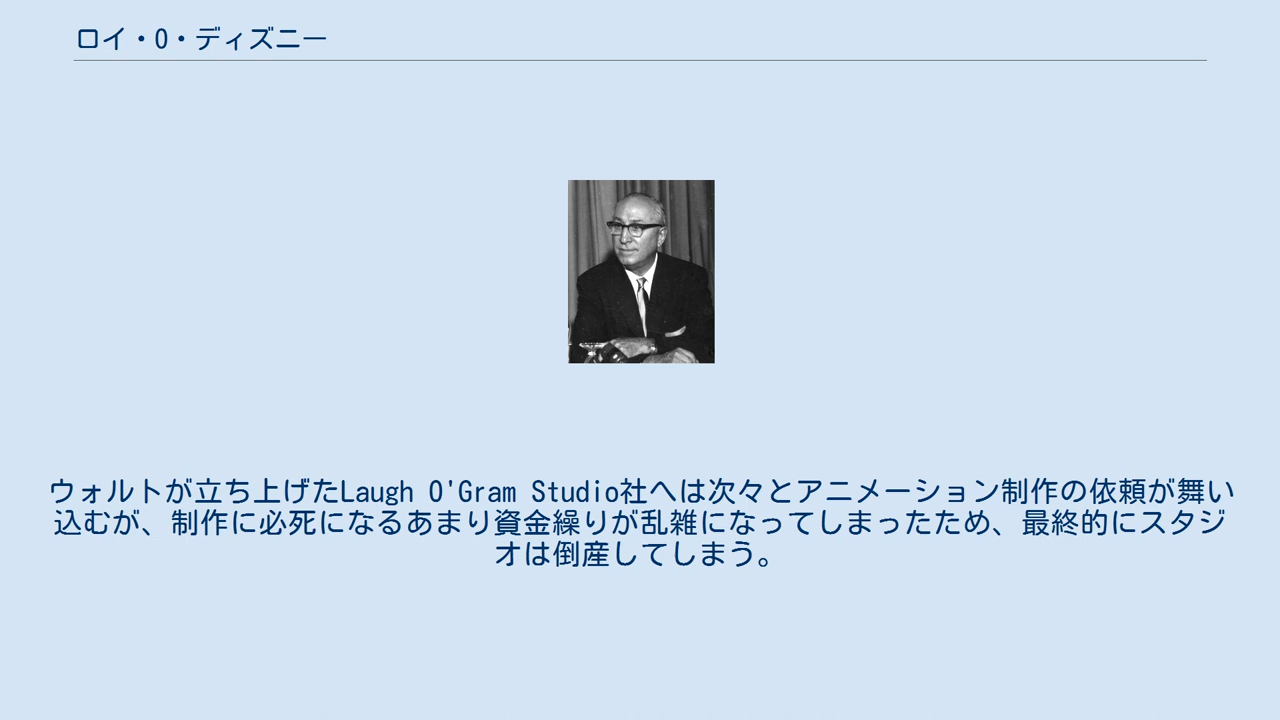 ロイ・O・ディズニー
ウォルトが立ち上げたLaugh O'Gram Studio社へは次々とアニメーション制作の依頼が舞い
込むが、制作に必死になるあまり資金繰りが乱雑になってしまったため、最終的にスタジ
オは倒産してしまう。